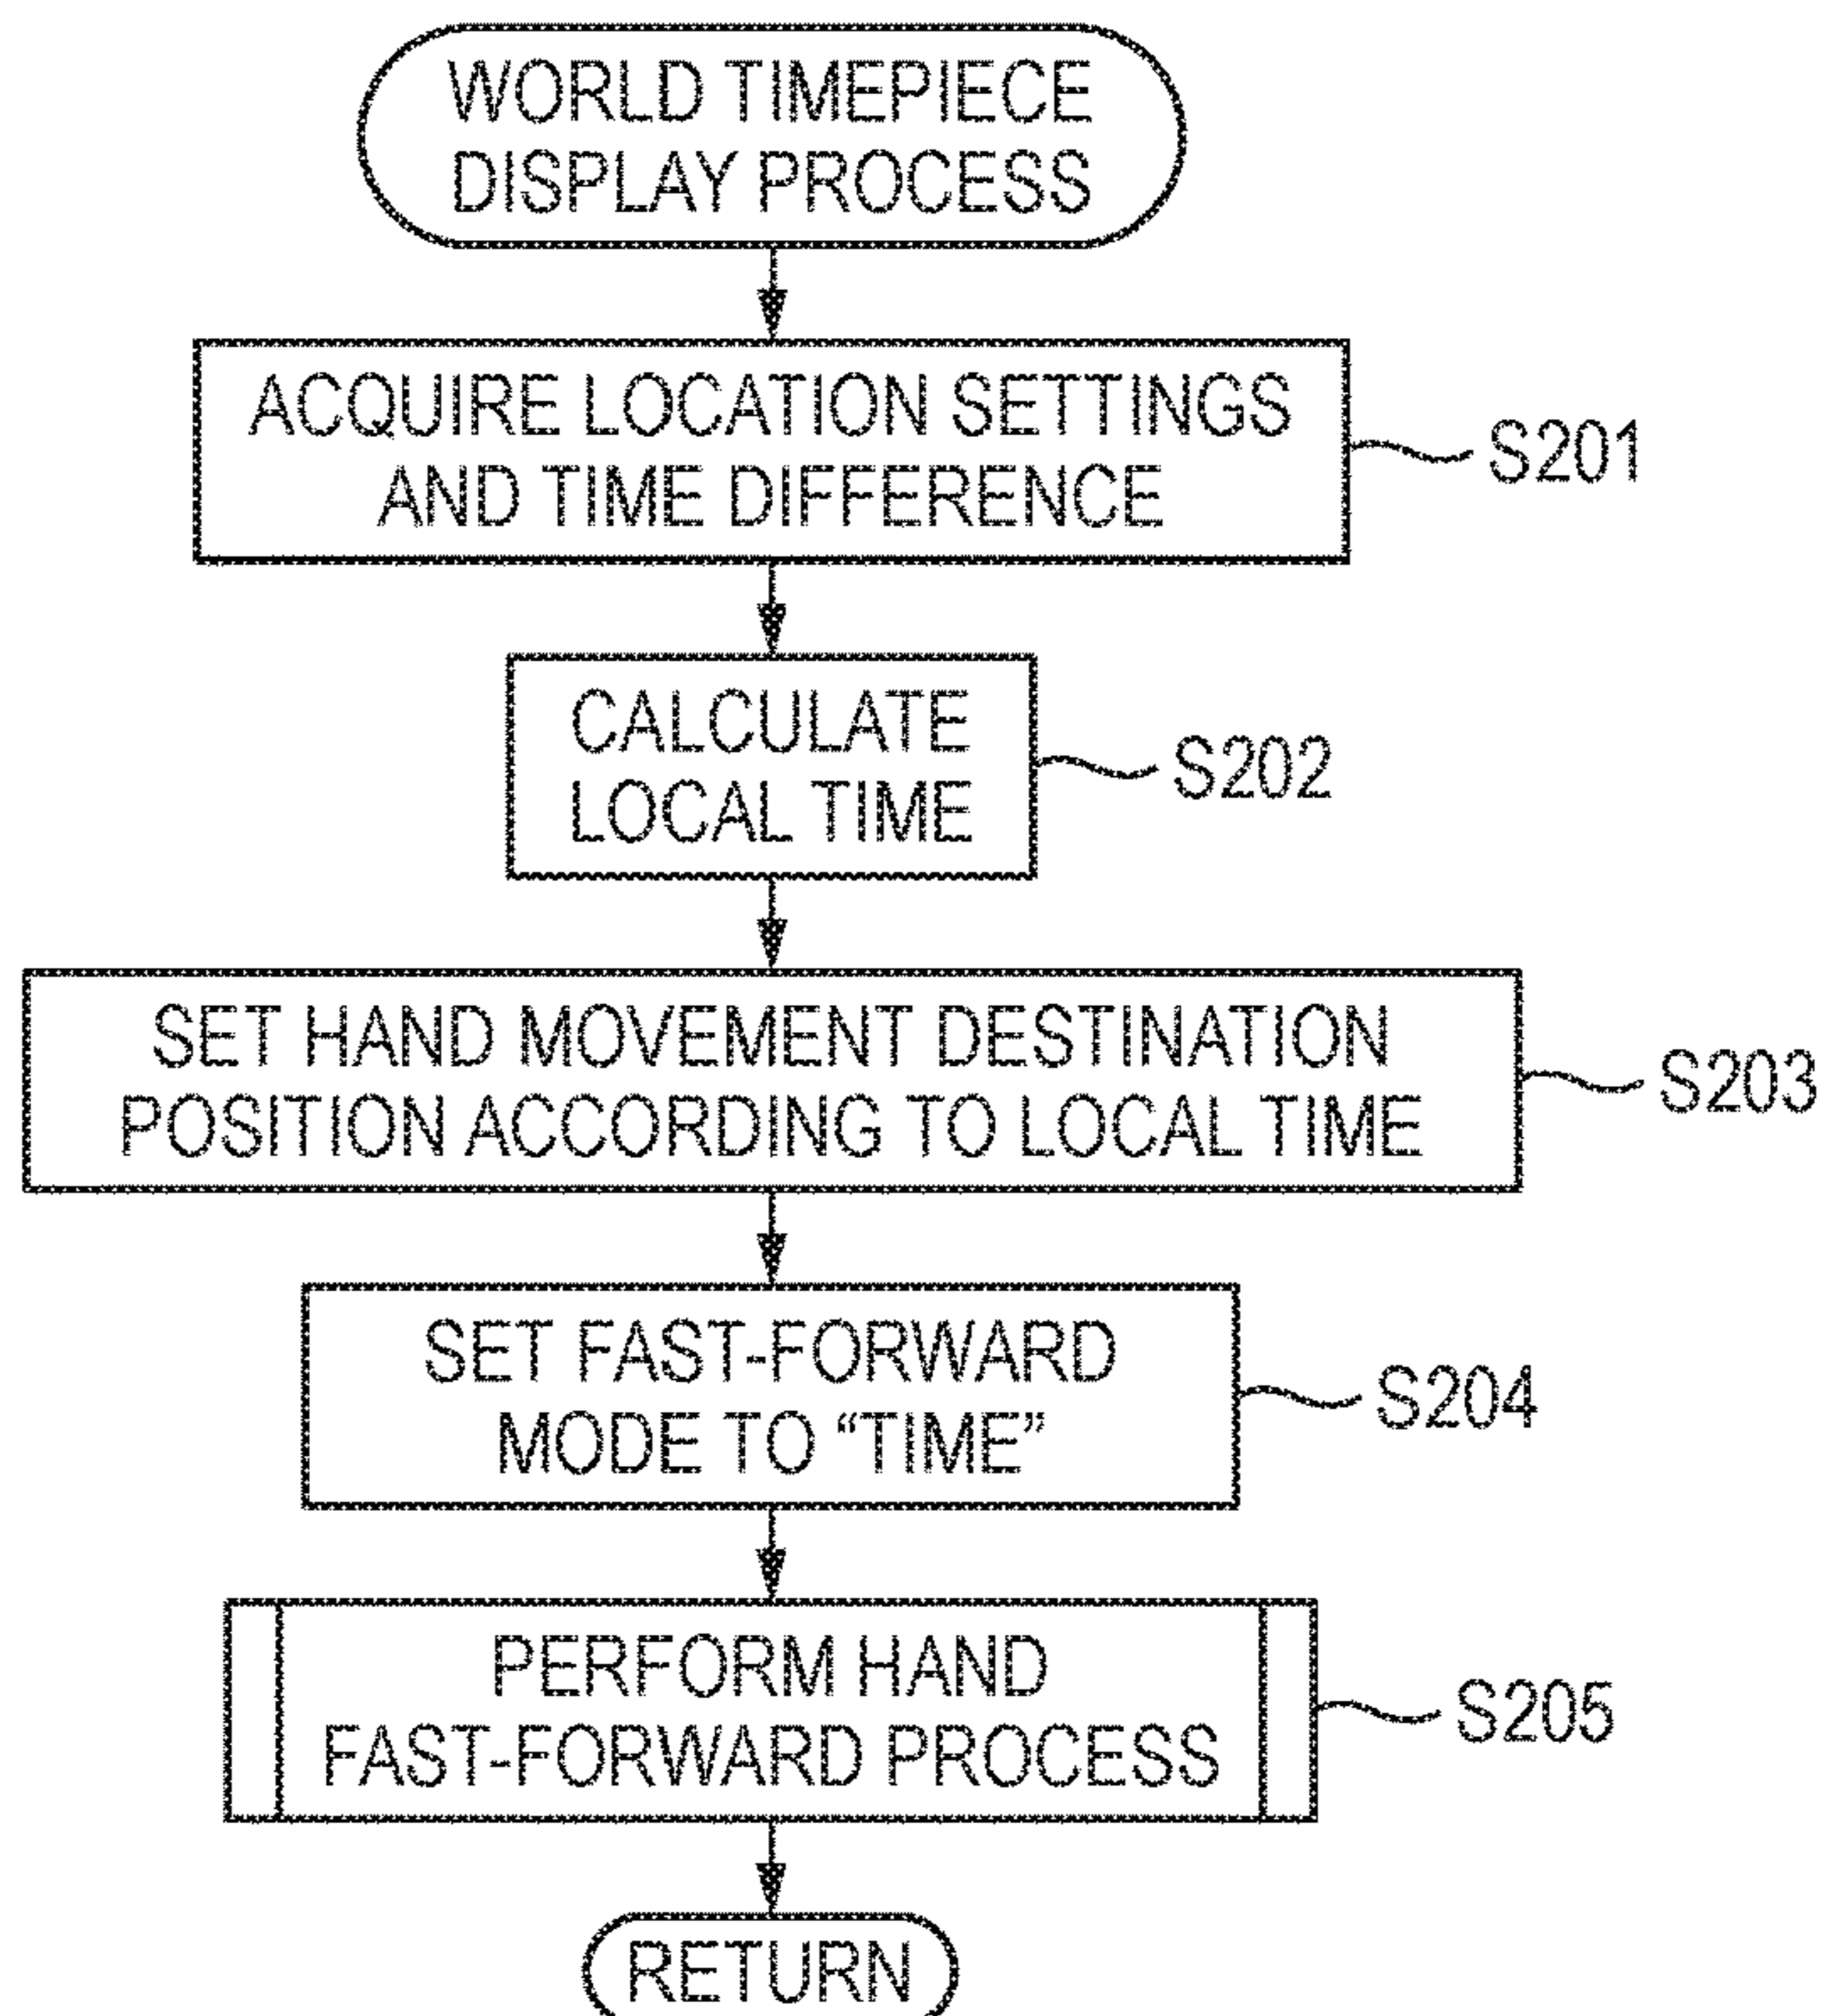 WORLD TIMEPIECE
DISPLAY PROCESS
ACQUIRE LOCATION SETTINGS
AND TIME DIFFERENCE
S201
CALCULATE
LOCAL TIME
S202
SET HAND MOVEMENT DESTINATION
POSITION ACCORDING TO LOCAL TIME
S203
SET FAST-FORWARD
MODE TO “TIME”
S204
PERFORM HAND
FAST-FORWARD PROCESS
S205
RETURN